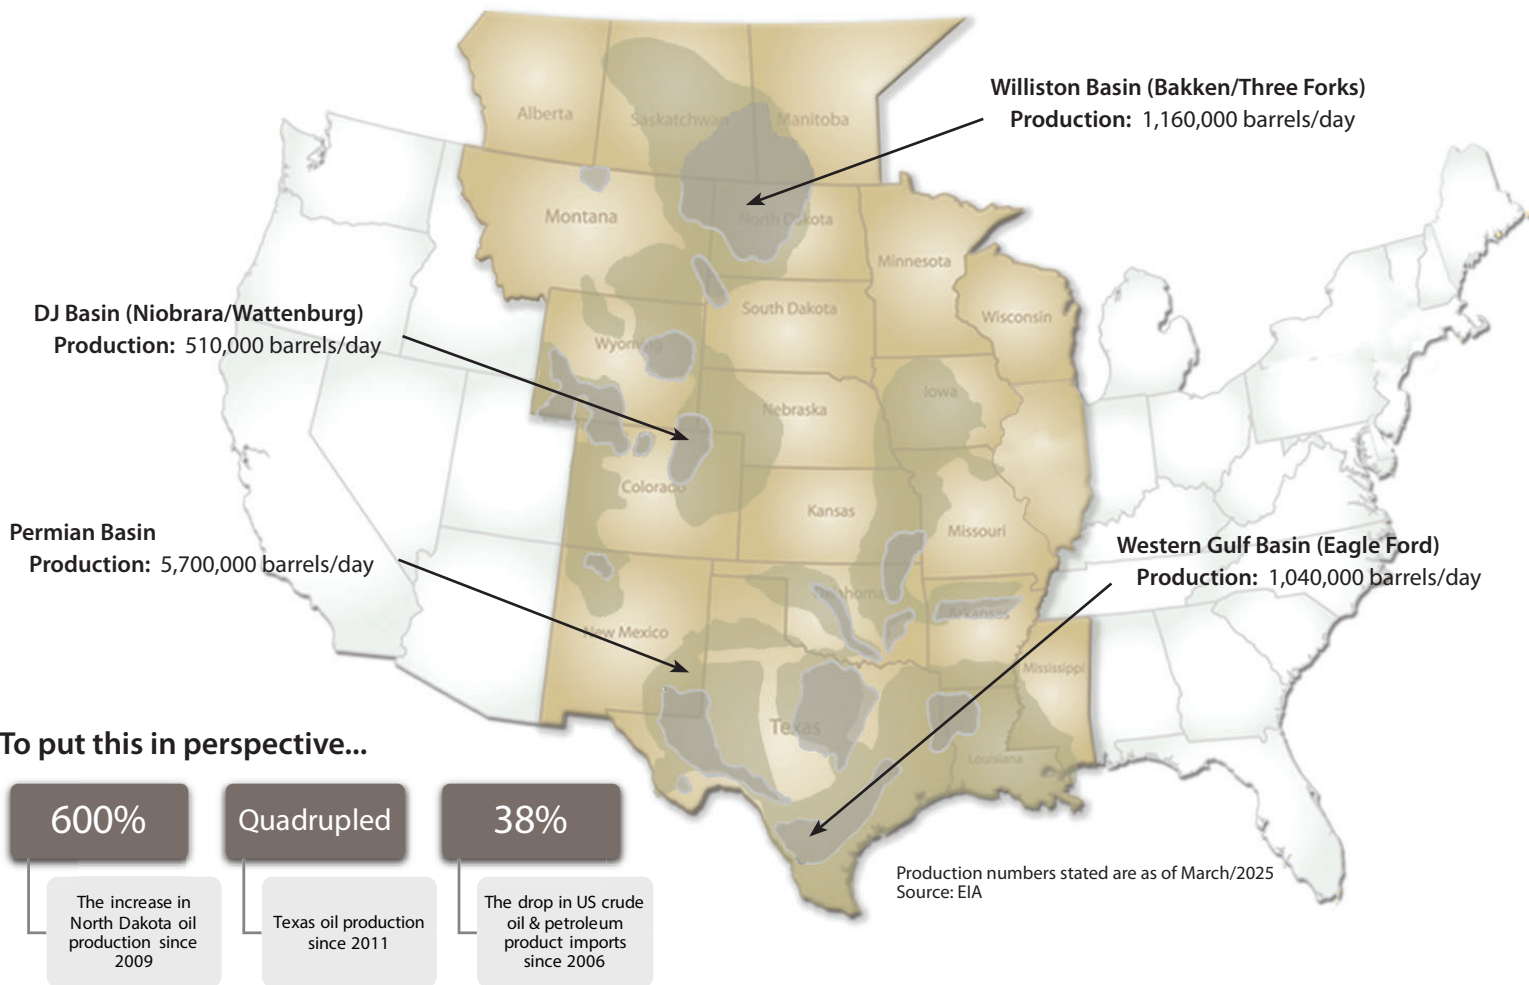 Williston Basin (Bakken/Three Forks)
Production: 1,160,000 barrels/day
Alberta
Saskatchwan
Manitoba
Montana
North Dakota
Minnesota
DJ Basin (Niobrara/Wattenburg)
Production: 510,000 barrels/day
South Dakota
Wisconsin
Wyoming
Nebraska
Iowa
Colorado
Kansas
Missouri
Permian Basin
Production: 5,700,000 barrels/day
Western Gulf Basin (Eagle Ford)
Production: 1,040,000 barrels/day
Oklahoma
Arkansas
New Mexico
Mississippi
Texas
Louisiana
To put this in perspective...
600%
Quadrupled
38%
The increase in
North Dakota oil
production since
2009
Texas oil production
since 2011
The drop in US crude
oil & petroleum
product imports
since 2006
Production numbers stated are as of March/2025
Source: EIA